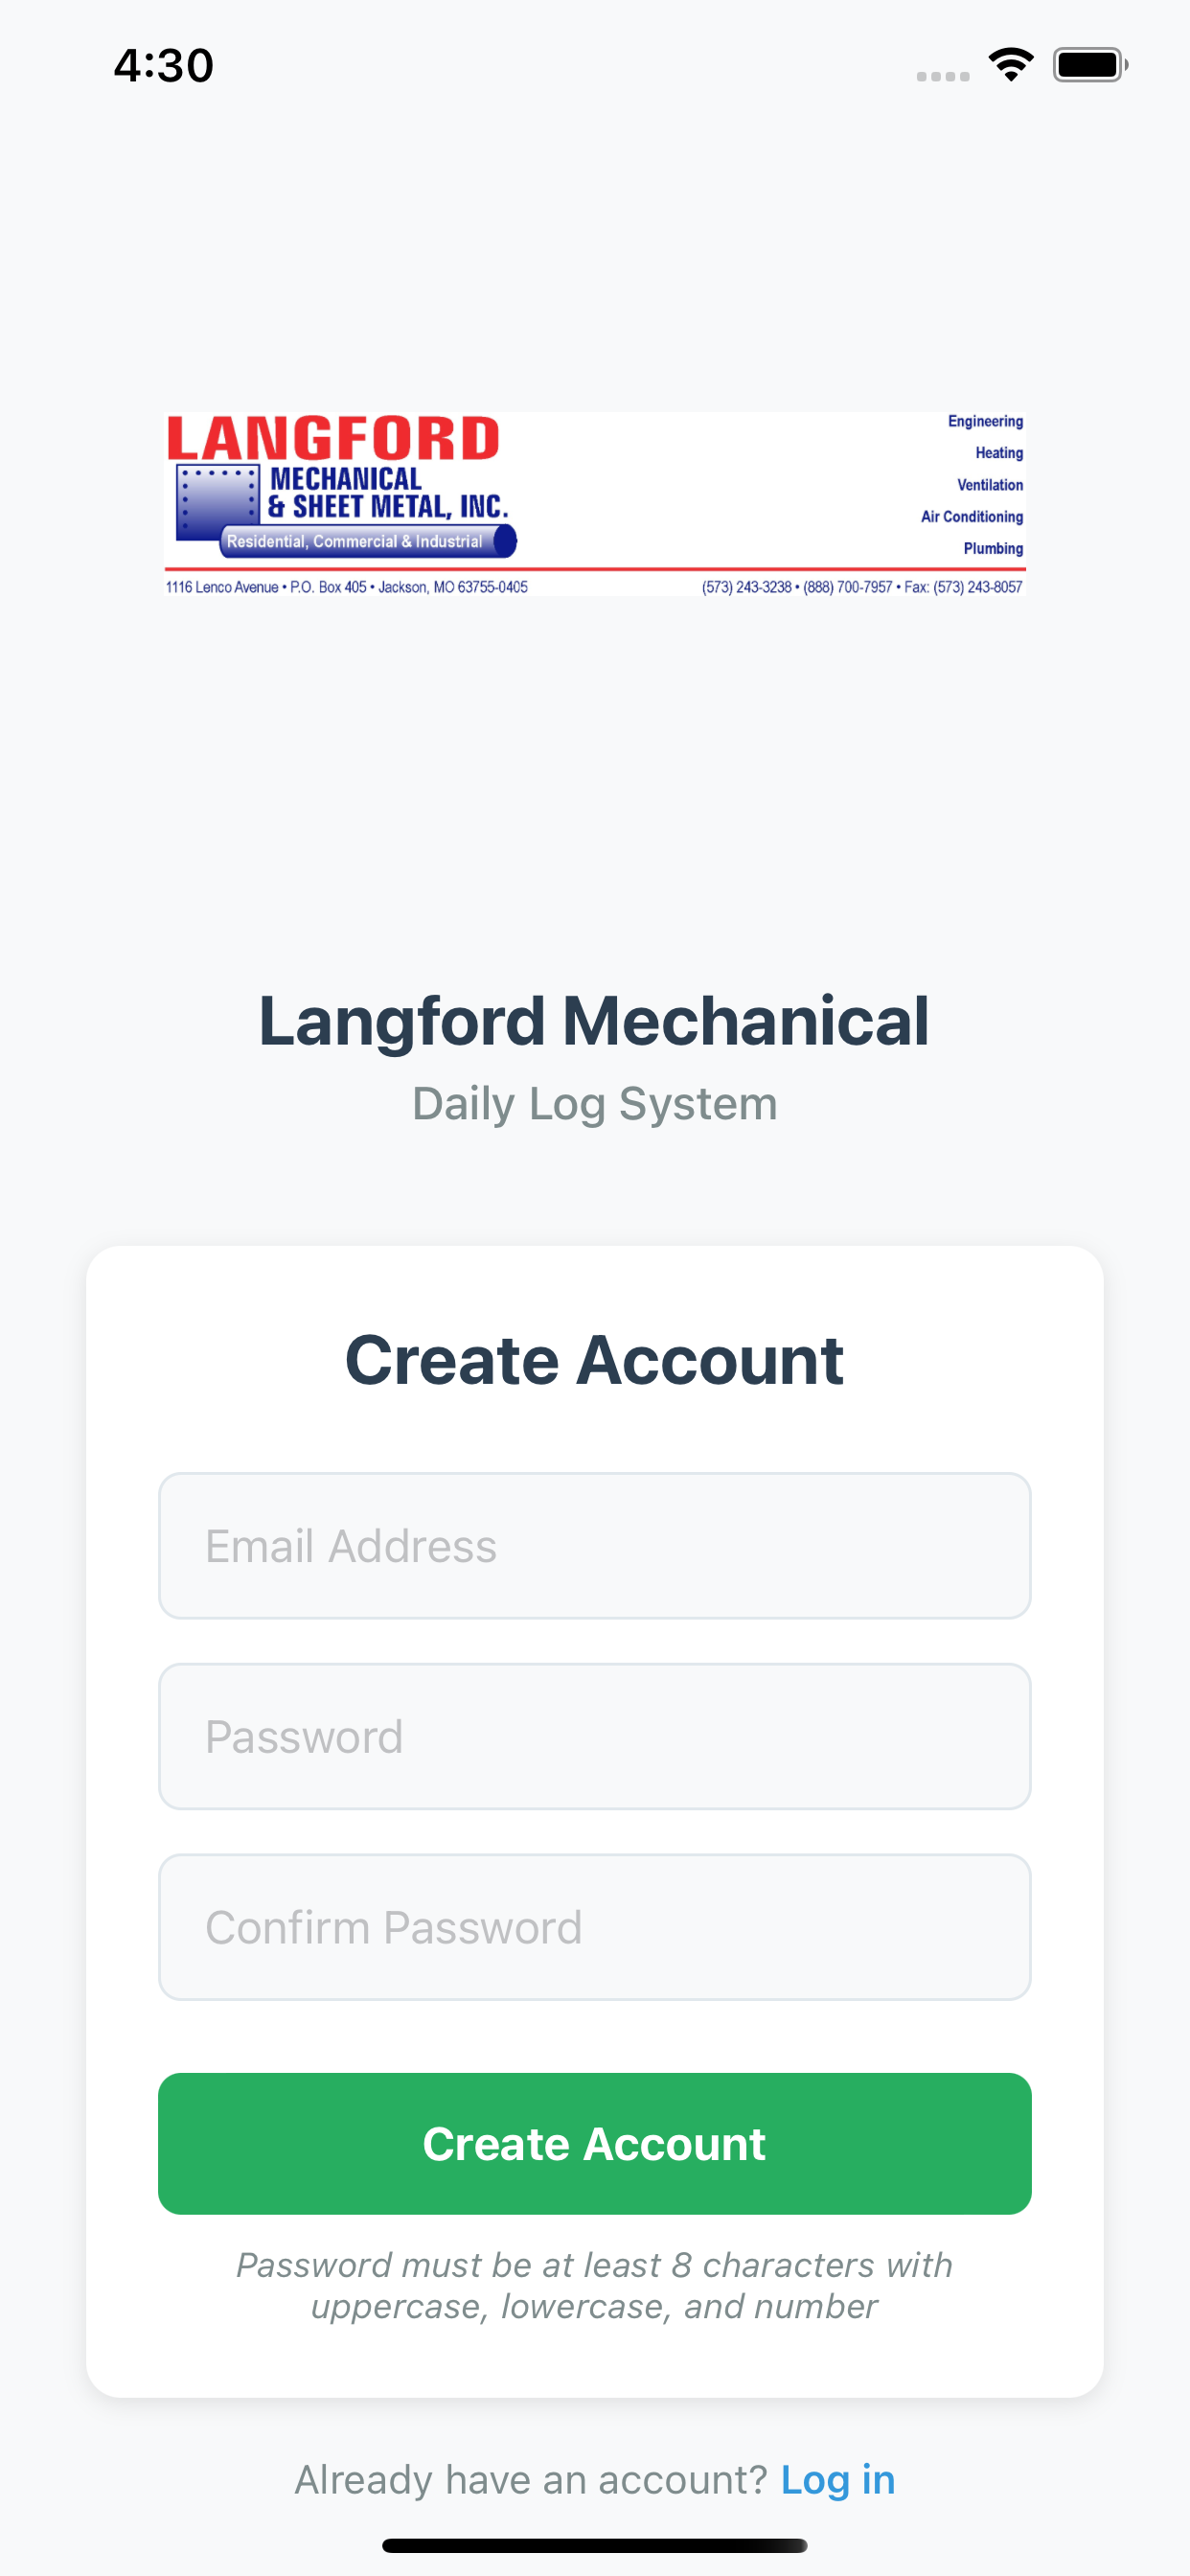 4:30
LANGFORD
MECHANICAL
& SHEET METAL, INC.
Residential, Commercial & Industrial
Engineering
Heating
Ventilation
Air Conditioning
Plumbing
1116 Lenco Avenue • P.O. Box 405 • Jackson, MO 63755-0405
(573) 243-3238 • (888) 700-7957 • Fax: (573) 243-8057
Langford Mechanical
Daily Log System
Create Account
Email Address
Password
Confirm Password
Create Account
Password must be at least 8 characters with
uppercase, lowercase, and number
Already have an account? Log in